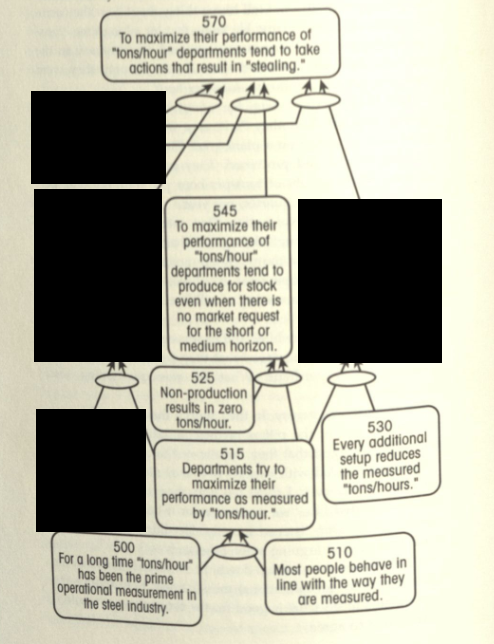 570
To maximize their performance of
"tons/hour" departments tend to take
actions that result in "stealing."
545
To maximize their
performance of
"tons/hour"
departments tend to
produce for stock
even when there is
no market request
for the short or
medium horizon.
525
Non-production
results in zero
tons/hour.
530
Every additional
setup reduces
the measured
"tons/hours."
515
Departments try to
maximize their
performance as measured
by "tons/hour."
500
For a long time "tons/hour"
has been the prime
operational measurement in
the steel industry.
510
Most people behave in
line with the way they
are measured.